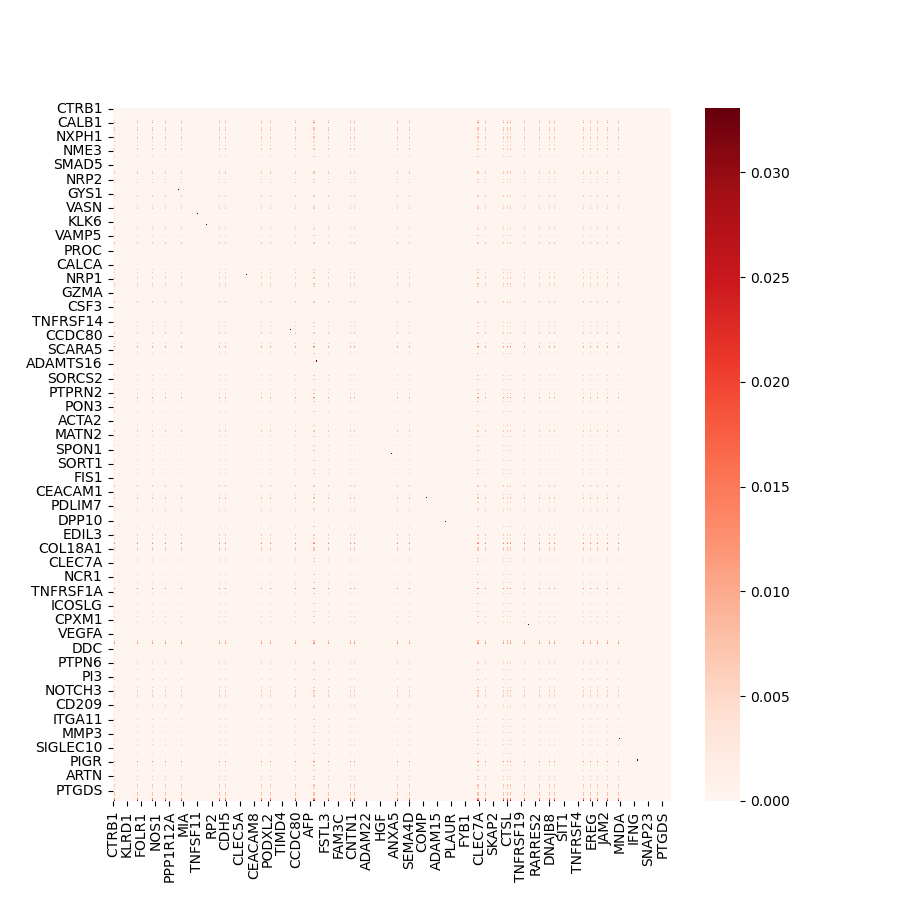 CTRB1
CALB1
NXPH1
NME3
SMAD5
NRP2
GYS1
VASN
KLK6
VAMP5
PROC
CALCA
NRP1
GZMA
CSF3
TNFRSF14
CCDC80
SCARA5
ADAMTS16
SORCS2
PTPRN2
PON3
ACTA2
MATN2
SPON1
SORT1
FIS1
CEACAM1
PDLIM7
DPP10
EDIL3
COL18A1
CLEC7A
NCR1
TNFRSF1A
ICOSLG
CPXM1
VEGFA
DDC
PTPN6
PI3
NOTCH3
CD209
ITGA11
MMP3
SIGLEC10
PIGR
ARTN
PTGDS
CTRB1
KLRD1
FOLR1
NOS1
PPP1R12A
MIA
TNFSF11
RP2
CDH5
CLEC5A
CEACAM8
PODXL2
TIMD4
CCDC80
AFP
FSTL3
FAM3C
CNTN1
ADAM22
HGF
ANXA5
SEMA4D
COMP
ADAM15
PLAUR
FYB1
CLEC7A
SKAP2
CTSL
TNFRSF19
RARRES2
DNAJB8
SIT1
TNFRSF4
EREG
JAM2
MNDA
IFNG
SNAP23
PTGDS
0.030
0.025
0.020
0.015
0.010
0.005
0.000